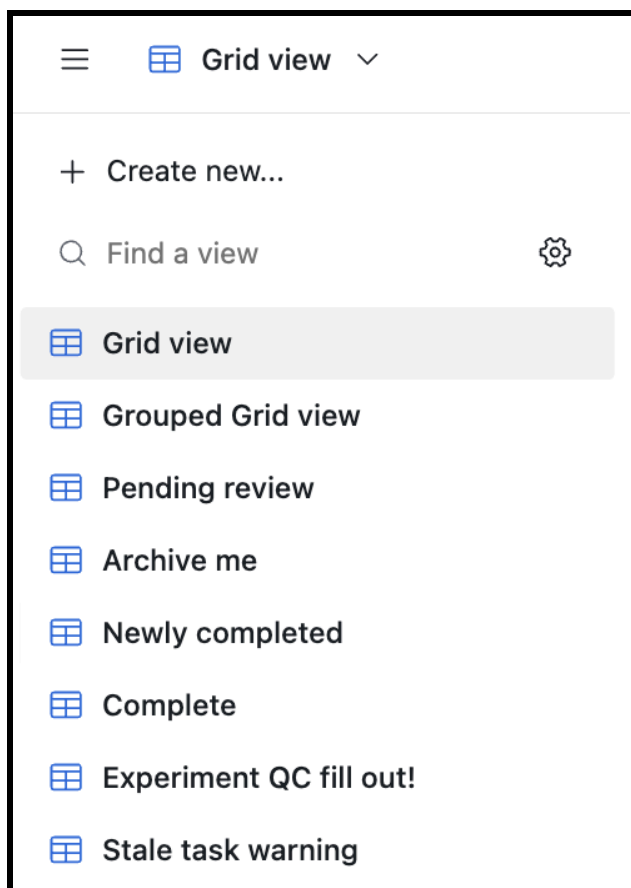 Grid view
Create new...
Find a view
Grid view
Grouped Grid view
Pending review
Archive me
Newly completed
Complete
Experiment QC fill out!
Stale task warning